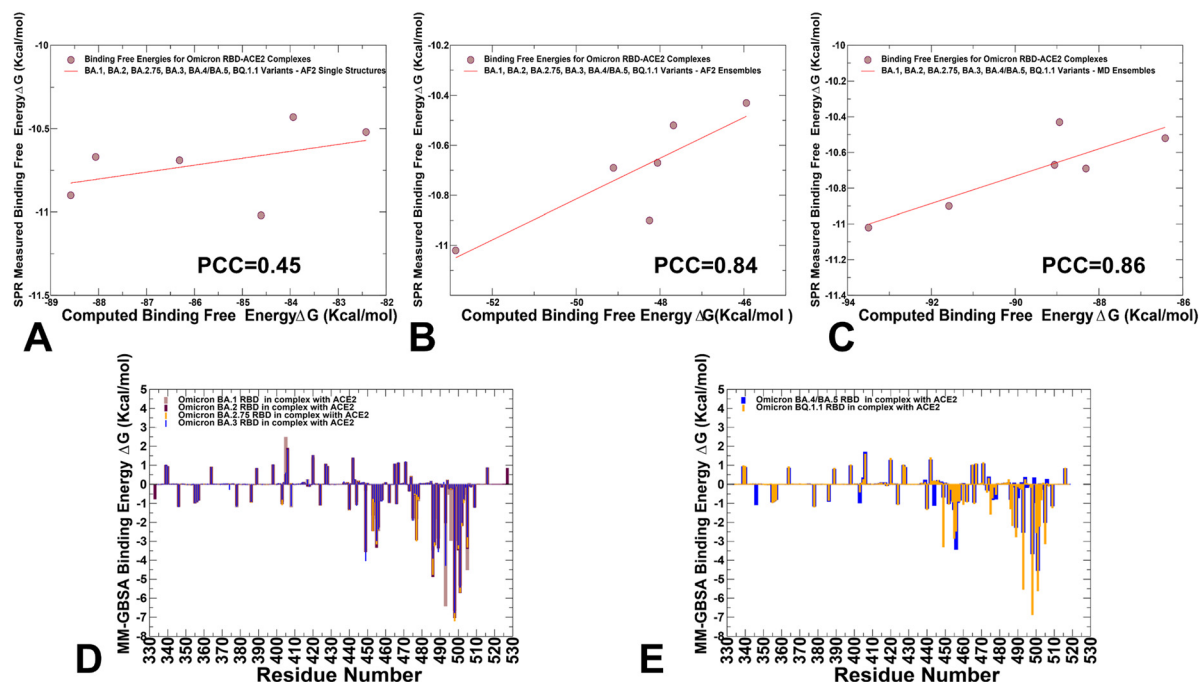 SPR Measured Binding Free Energy Δ G (Kcal/mol)
-10
-10.5
-11
-11.5
Binding Free Energies for Omicron RBD-ACE2 Complexes
BA.1, BA.2, BA.2.75, BA.3, BA.4/BA.5, BQ.1.1 Variants - AF2 Single Structures
PCC=0.45
-89 -88 -87 -86 -85 -84 -83 -82
Computed Binding Free Energy Δ G (Kcal/mol)
A
SPR Measured Binding Free Energy Δ G (Kcal/mol)
-10.2
-10.4
-10.6
-10.8
-11
Binding Free Energies for Omicron RBD-ACE2 Complexes
BA.1, BA.2, BA.2.75, BA.3, BA.4/BA.5, BQ.1.1 Variants - AF2 Ensembles
PCC=0.84
-52 -50 -48 -46
Computed Binding Free Energy ΔG(Kcal/mol )
B
SPR Measured Binding Free Energy Δ G (Kcal/mol)
-10
-10.5
-11
-11.5
Binding Free Energies for Omicron RBD-ACE2 Complexes
BA.1, BA.2, BA.2.75, BA.3, BA.4/BA.5, BQ.1.1 Variants - MD Ensembles
PCC=0.86
-94 -92 -90 -88 -86
Computed Binding Free Energy Δ G (Kcal/mol)
C
MM-GBSA Binding Energy ΔG (Kcal/mol)
5
4
3
2
1
0
-1
-2
-3
-4
-5
-6
-7
-8
Omicron BA.1 RBD in complex with ACE2
Omicron BA.2 RBD in complex with ACE2
Omicron BA.2.75 RBD in complex with ACE2
Omicron BA.3 RBD in complex with ACE2
330 340 350 360 370 380 390 400 410 420 430 440 450 460 470 480 490 500 510 520 530
Residue Number
D
MM-GBSA Binding Energy ΔG (Kcal/mol)
5
4
3
2
1
0
-1
-2
-3
-4
-5
-6
-7
-8
Omicron BA.4/BA.5 RBD in complex with ACE2
Omicron BQ.1.1 RBD in complex with ACE2
330 340 350 360 370 380 390 400 410 420 430 440 450 460 470 480 490 500 510 520 530
Residue Number
E